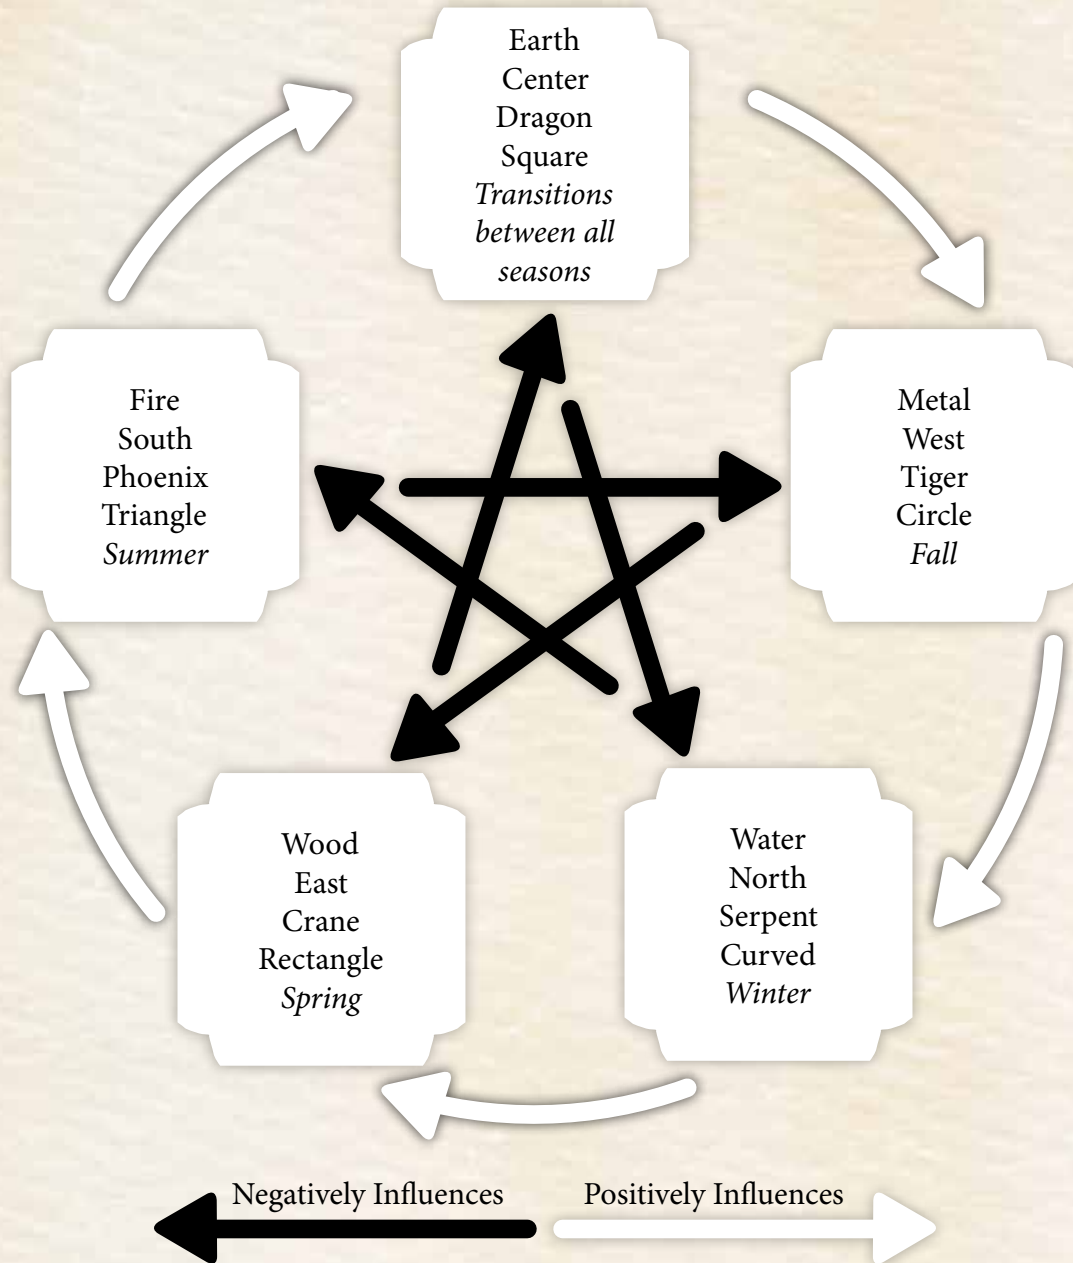 Earth
Center
Dragon
Square
Transitions
between all
seasons
Fire
South
Phoenix
Triangle
Summer
Metal
West
Tiger
Circle
Fall
Wood
East
Crane
Rectangle
Spring
Water
North
Serpent
Curved
Winter
Negatively Influences
Positively Influences